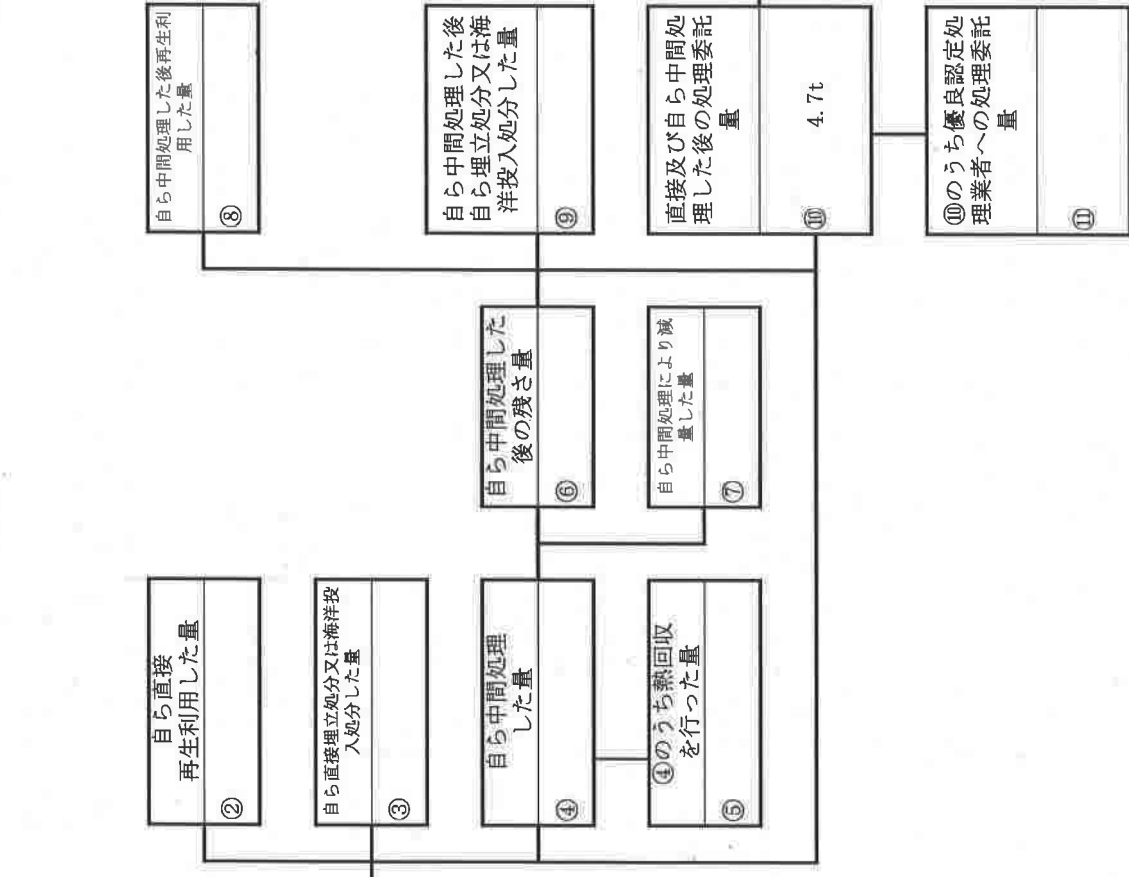 自ら直接
再生利用した量
②
自ら直接埋立処分又は海洋投
入処分した量
③
自ら中間処理
した量
④
④のうち熱回収
を行った量
⑤
自ら中間処理した
後の残さ量
⑥
自ら中間処理により減
量した量
⑦
自ら中間処理した後再生利
用した量
⑧
自ら中間処理した後
自ら埋立処分又は海
洋投入処分した量
⑨
直接及び自ら中間処
理した後の処理委託
量
⑩ 4.7t
⑩のうち優良認定処
理業者への処理委託
量
⑪